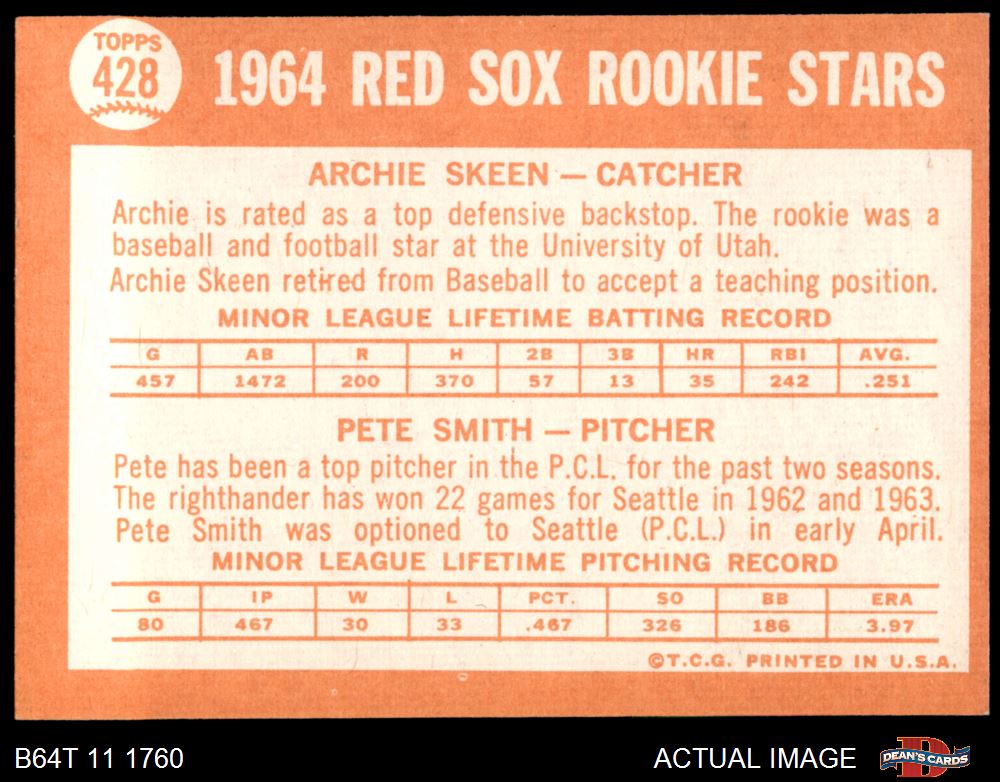 TOPPS
428
1964 RED SOX ROOKIE STARS
ARCHIE SKEEN — CATCHER
Archie is rated as a top defensive backstop. The rookie was a
baseball and football star at the University of Utah.
Archie Skeen retired from Baseball to accept a teaching position.
MINOR LEAGUE LIFETIME BATTING RECORD
G AB R H 2B 3B HR RBI AVG.
457 1472 200 370 57 13 35 242 .251
PETE SMITH — PITCHER
Pete has been a top pitcher in the P.C.L. for the past two seasons.
The righthander has won 22 games for Seattle in 1962 and 1963.
Pete Smith was optioned to Seattle (P.C.L.) in early April.
MINOR LEAGUE LIFETIME PITCHING RECORD
G IP W L PCT. SO BB ERA
80 467 30 33 .467 326 186 3.97
©T.C.G. PRINTED IN U.S.A.
B64T 11 1760 ACTUAL IMAGE D DEAN'S CARDS